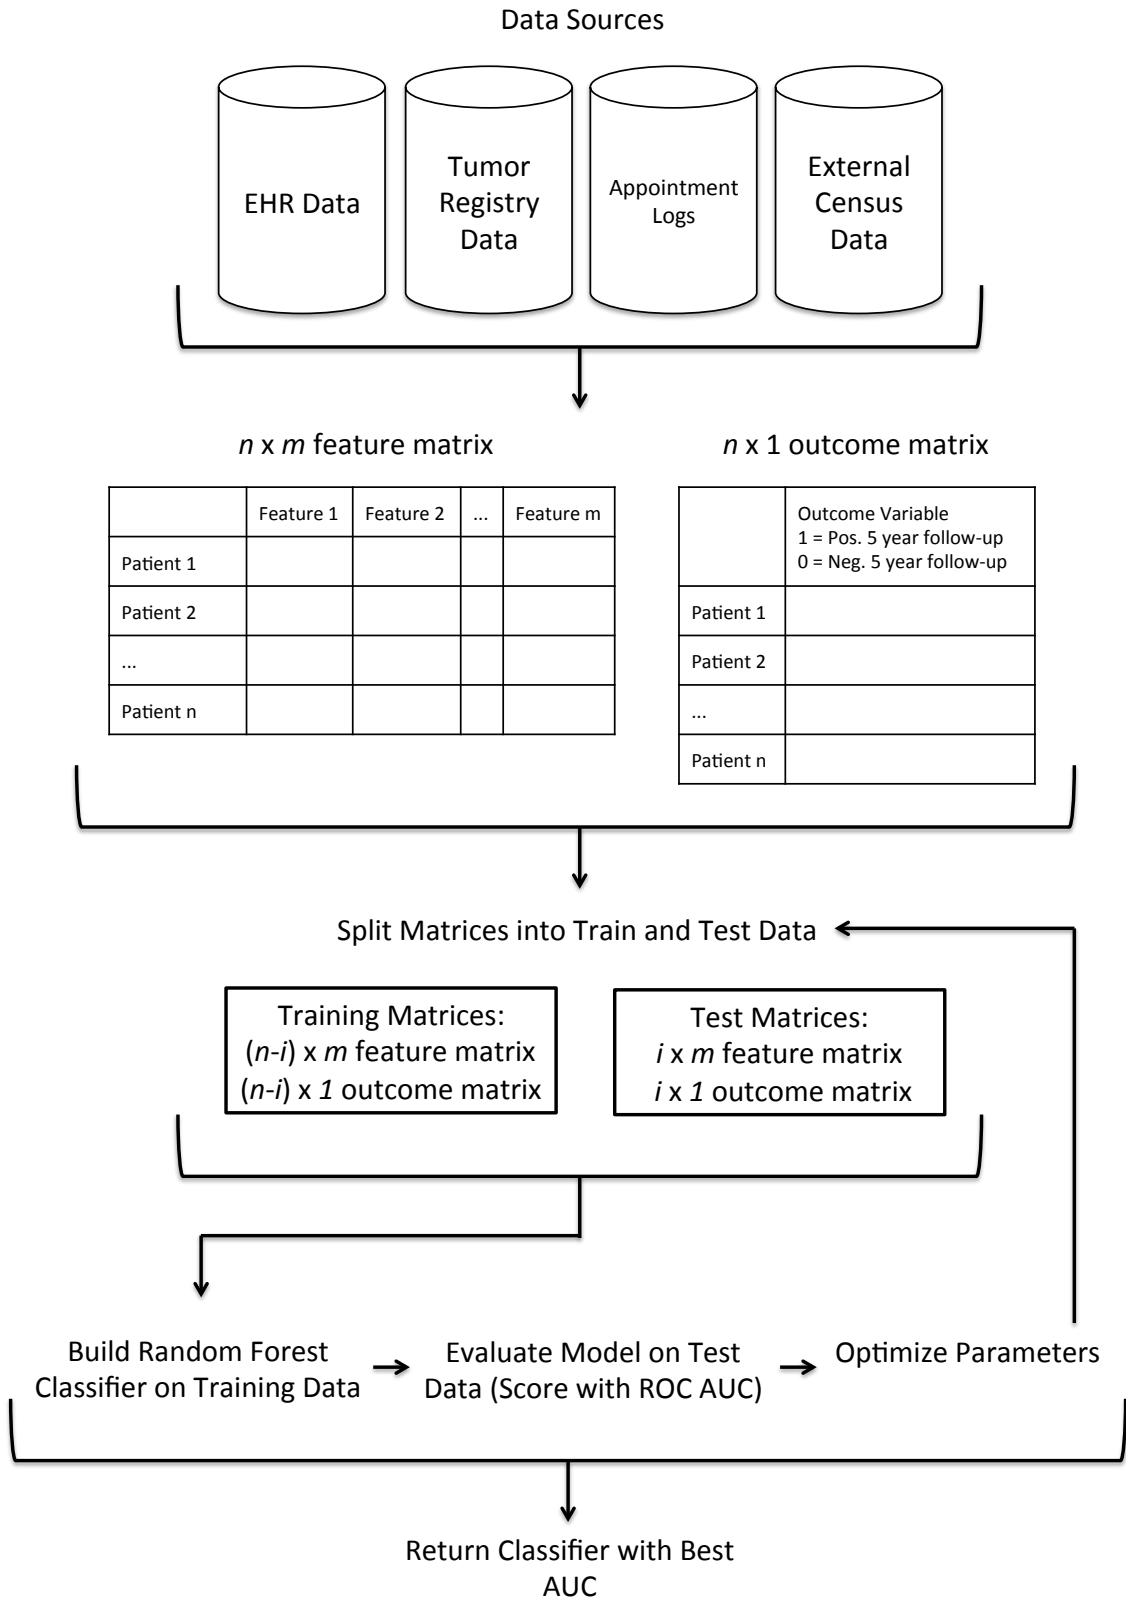 Data Sources
EHR Data
Tumor
Registry
Data
Appointment
Logs
External
Census
Data
n x m feature matrix
Feature 1 Feature 2 ... Feature m
Patient 1
Patient 2
...
Patient n
n x 1 outcome matrix
Outcome Variable
1 = Pos. 5 year follow-up
0 = Neg. 5 year follow-up
Patient 1
Patient 2
...
Patient n
Split Matrices into Train and Test Data
Training Matrices:
(n-i) x m feature matrix
(n-i) x 1 outcome matrix
Test Matrices:
i x m feature matrix
i x 1 outcome matrix
Build Random Forest
Classifier on Training Data
Evaluate Model on Test
Data (Score with ROC AUC)
Optimize Parameters
Return Classifier with Best
AUC